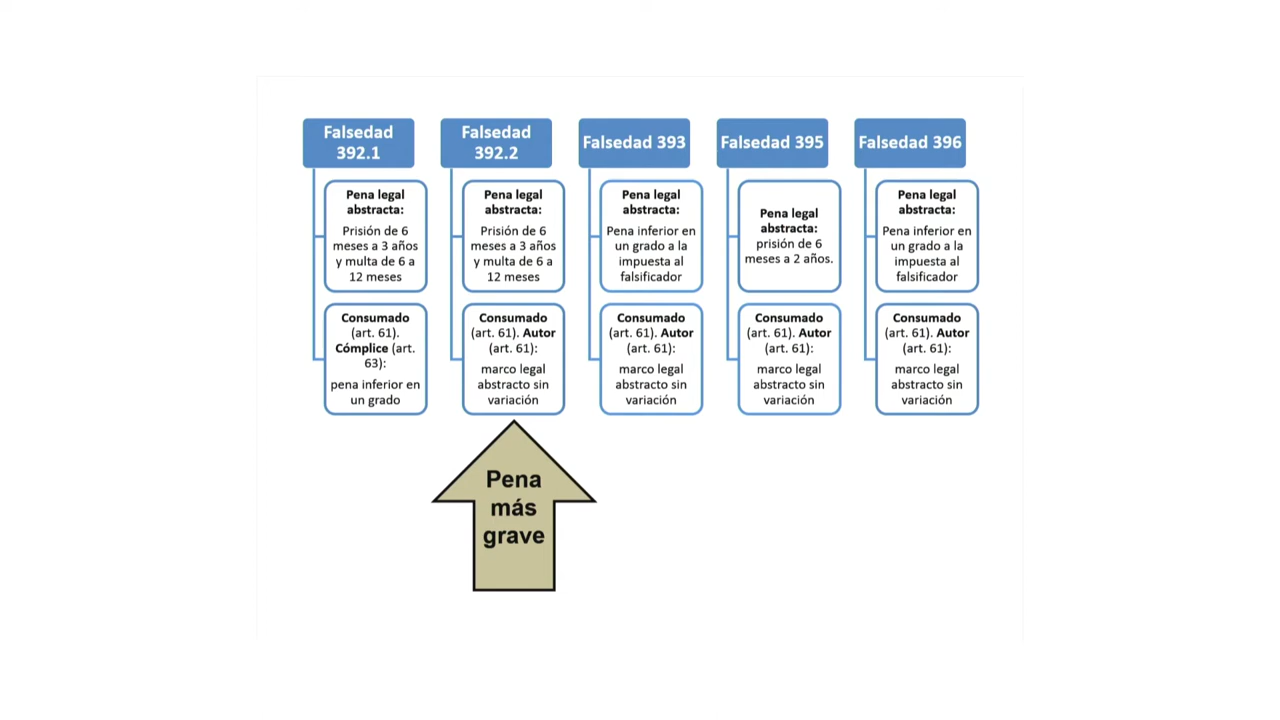 Falsedad
392.1
Pena legal
abstracta:
Prisión de 6
meses a 3 años
y multa de 6 a
12 meses
Consumado
(art. 61).
Cómplice (art.
63):
pena inferior en
un grado
Falsedad
392.2
Pena legal
abstracta:
Prisión de 6
meses a 3 años
y multa de 6 a
12 meses
Consumado
(art. 61). Autor
(art. 61):
marco legal
abstracto sin
variación
Falsedad 393
Pena legal
abstracta:
Pena inferior en
un grado a la
impuesta al
falsificador
Consumado
(art. 61). Autor
(art. 61):
marco legal
abstracto sin
variación
Falsedad 395
Pena legal
abstracta:
prisión de 6
meses a 2 años.
Consumado
(art. 61). Autor
(art. 61):
marco legal
abstracto sin
variación
Falsedad 396
Pena legal
abstracta:
Pena inferior en
un grado a la
impuesta al
falsificador
Consumado
(art. 61). Autor
(art. 61):
marco legal
abstracto sin
variación
Pena
más
grave